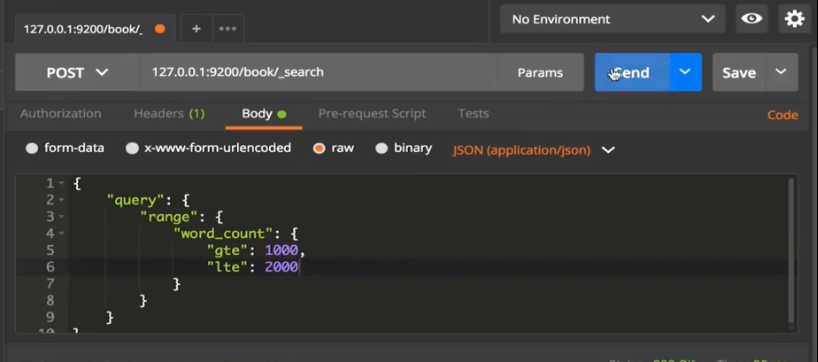 127.0.0.1:9200/book/_
No Environment
POST 127.0.0.1:9200/book/_search Params Send Save
Authorization Headers (1) Body Pre-request Script Tests Code
form-data x-www-form-urlencoded raw binary JSON (application/json)
1 {
2 "query": {
3 "range": {
4 "word_count": {
5 "gte": 1000,
6 "lte": 2000
7 }
8 }
9 }
10 }